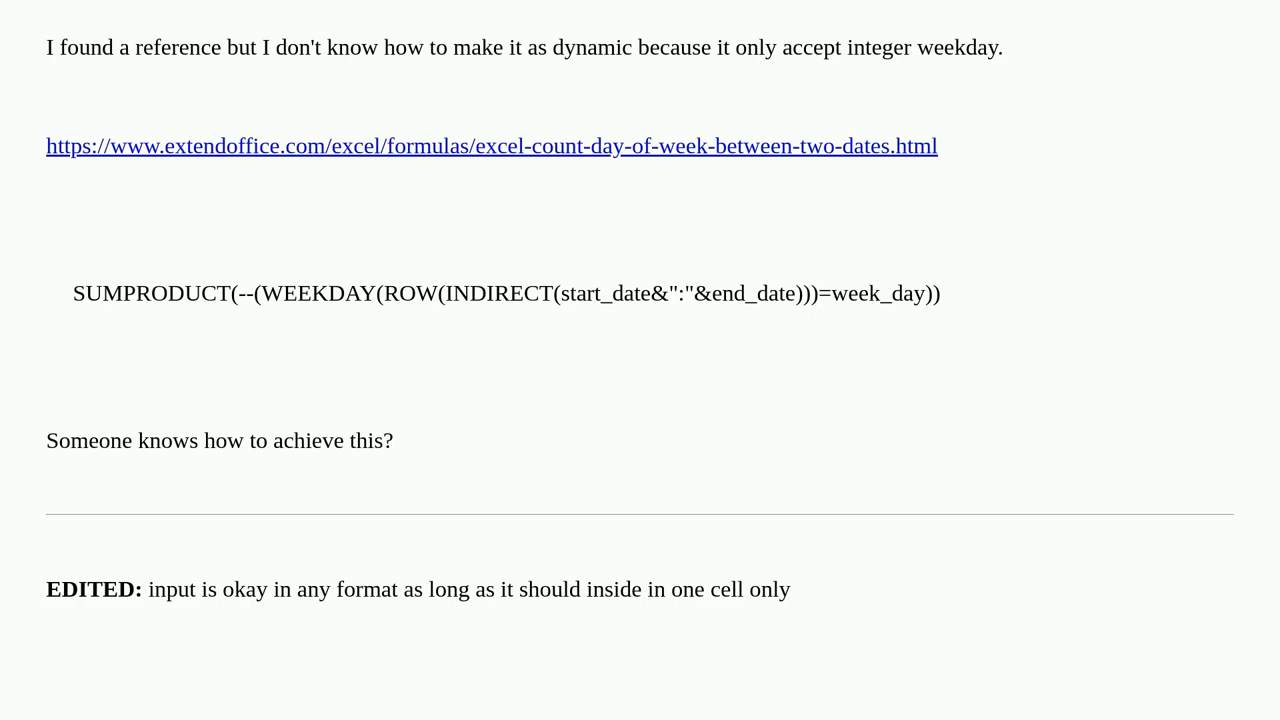 I found a reference but I don't know how to make it as dynamic because it only accept integer weekday.
https://www.extendoffice.com/excel/formulas/excel-count-day-of-week-between-two-dates.html
SUMPRODUCT(--(WEEKDAY(ROW(INDIRECT(start_date&":"&end_date)))=week_day))
Someone knows how to achieve this?
EDITED: input is okay in any format as long as it should inside in one cell only